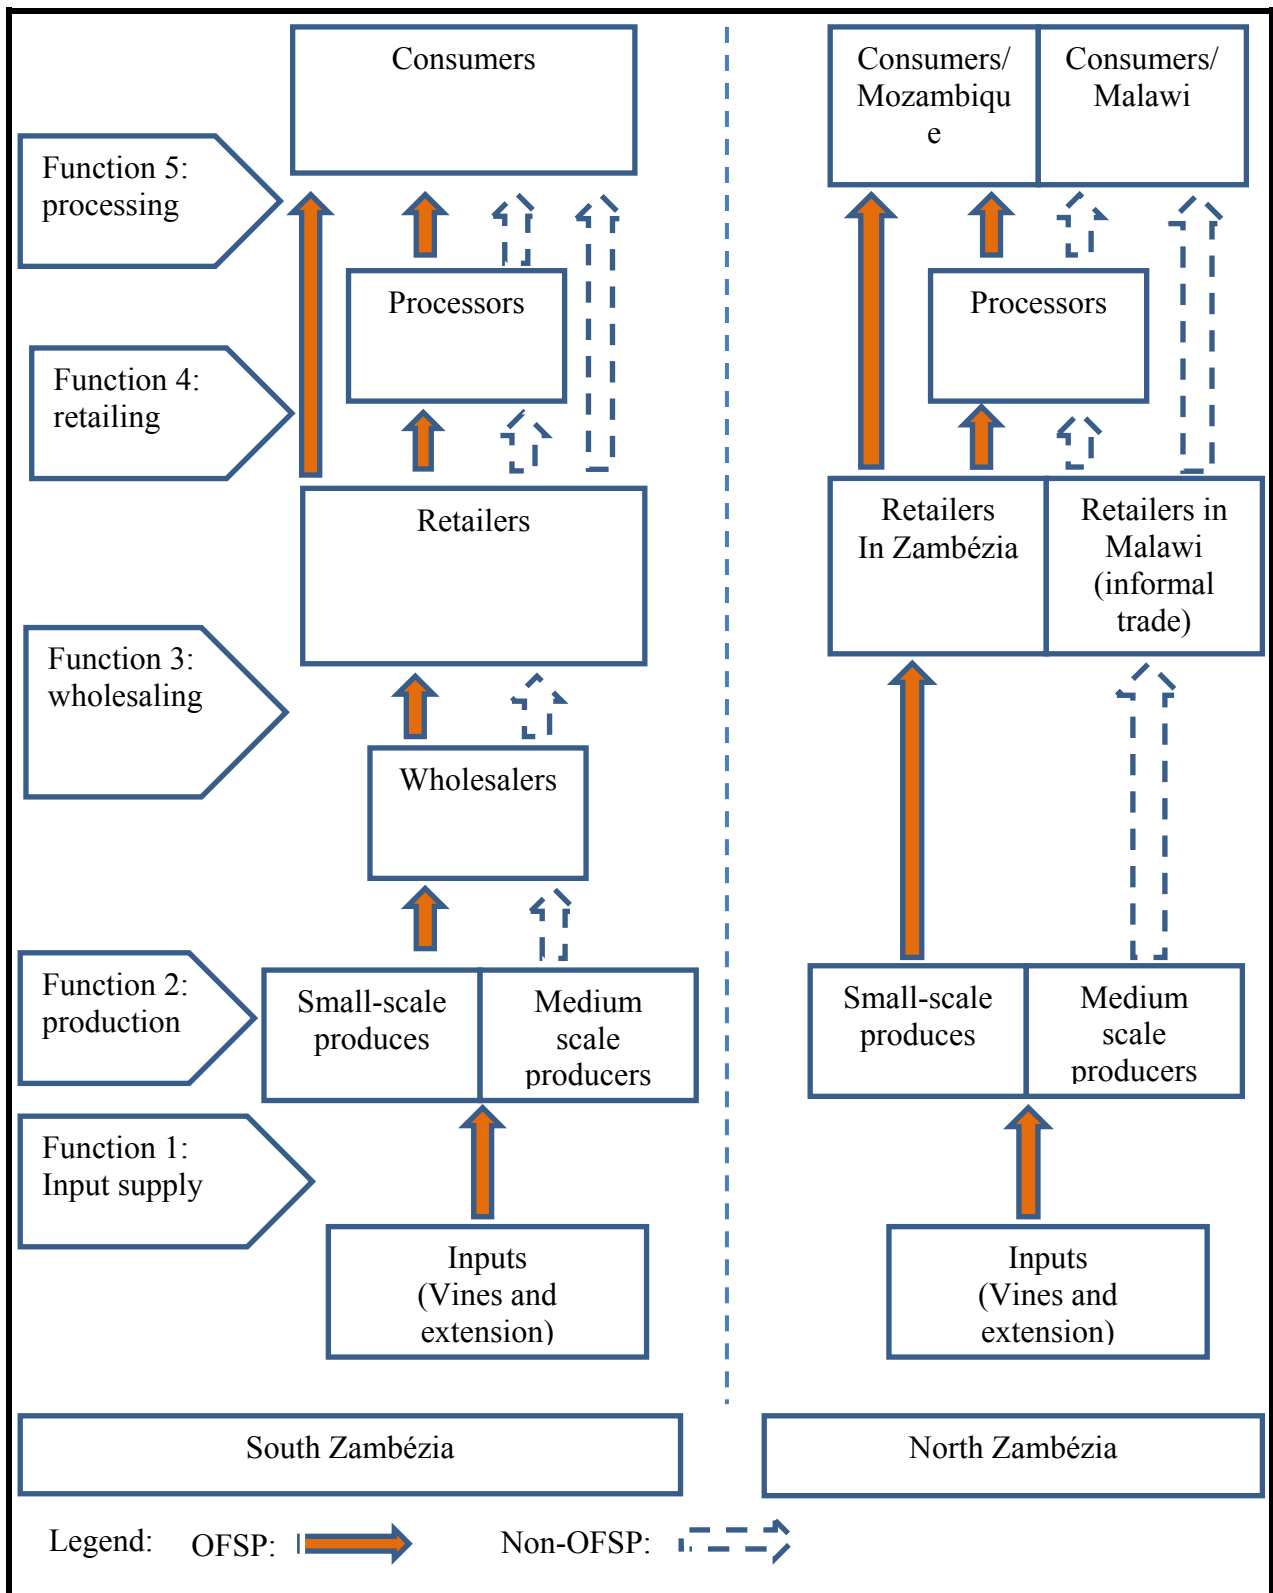 Consumers
Consumers/
Mozambiqu
e
Consumers/
Malawi
Function 5:
processing
Processors
Processors
Function 4:
retailing
Retailers
Retailers
In Zambézia
Retailers in
Malawi
(informal
trade)
Function 3:
wholesaling
Wholesalers
Function 2:
production
Small-scale
produces
Medium
scale
producers
Small-scale
produces
Medium
scale
producers
Function 1:
Input supply
Inputs
(Vines and
extension)
Inputs
(Vines and
extension)
South Zambézia
North Zambézia
Legend:
OFSP:
Non-OFSP: